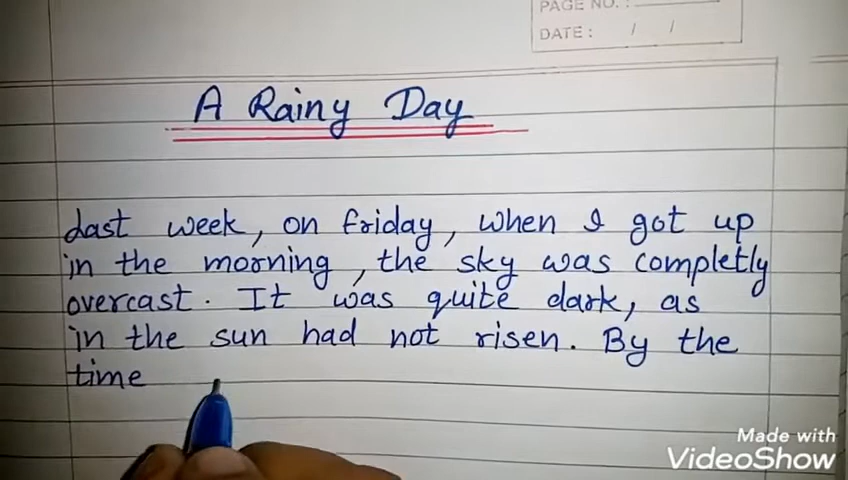 PAGE NO. :
DATE : / /
A Rainy Day
Last week, on friday, when I got up
in the morning, the sky was completly
overcast. It was quite dark, as
in the sun had not risen. By the
time
Made with
VideoShow